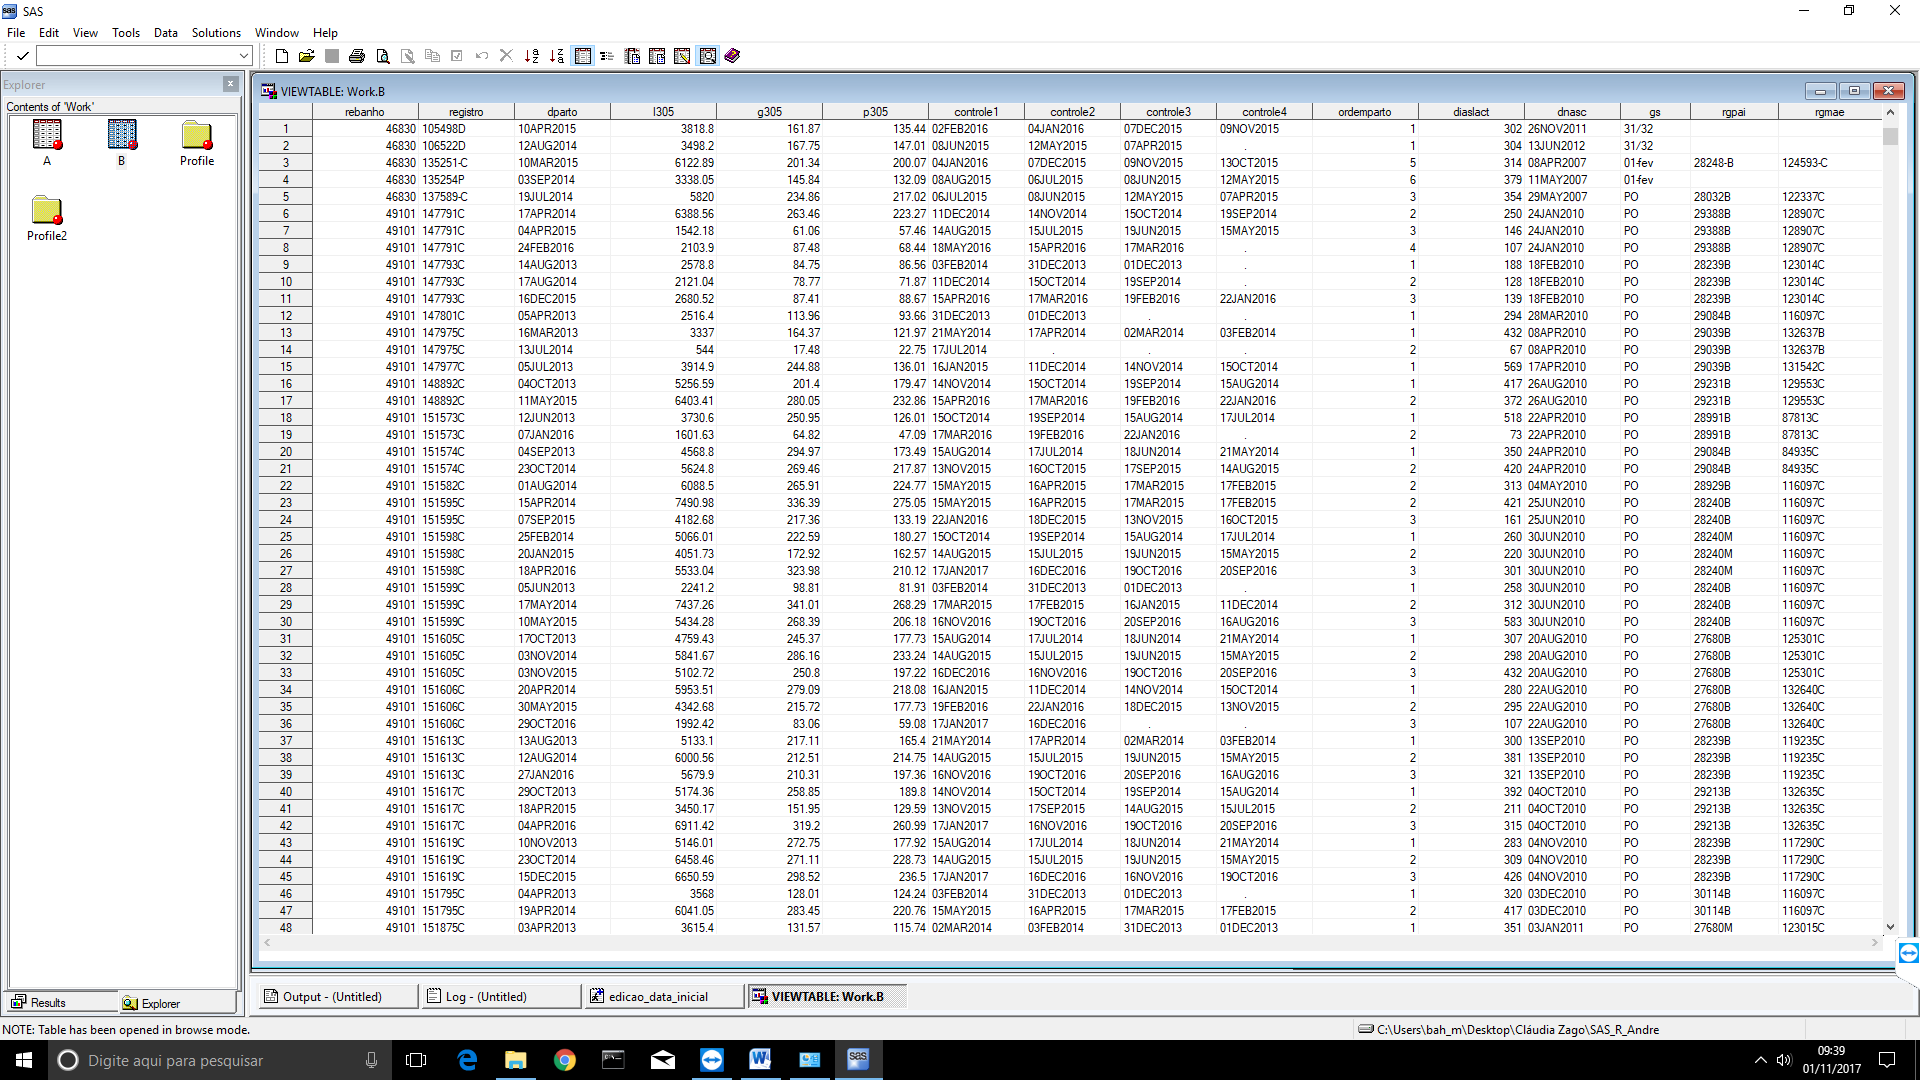 SAS
File Edit View Tools Data Solutions Window Help
Explorer
Contents of 'Work'
A B Profile
Profile2
VIEWTABLE: Work.B
rebanho registro dparto l305 g305 p305 controle1 controle2 controle3 controle4 ordemparto diaslact dnasc gs rgpai rgmae
1 46830 105498D 10APR2015 3818.8 161.87 135.44 02FEB2016 04JAN2016 07DEC2015 09NOV2015 1 302 26NOV2011 31/32
2 46830 106522D 12AUG2014 3498.2 167.75 147.01 08JUN2015 12MAY2015 07APR2015 . 1 304 13JUN2012 31/32
3 46830 135251-C 10MAR2015 6122.89 201.34 200.07 04JAN2016 07DEC2015 09NOV2015 13OCT2015 5 314 08APR2007 01-fev 28248-B 124593-C
4 46830 135254P 03SEP2014 3338.05 145.84 132.09 08AUG2015 06JUL2015 08JUN2015 12MAY2015 6 379 11MAY2007 01-fev
5 46830 137589-C 19JUL2014 5820 234.86 217.02 06JUL2015 08JUN2015 12MAY2015 07APR2015 3 354 29MAY2007 PO 28032B 122337C
6 49101 147791C 17APR2014 6388.56 263.46 223.27 11DEC2014 14NOV2014 15OCT2014 19SEP2014 2 250 24JAN2010 PO 29388B 128907C
7 49101 147791C 04APR2015 1542.18 61.06 57.46 14AUG2015 15JUL2015 19JUN2015 15MAY2015 3 146 24JAN2010 PO 29388B 128907C
8 49101 147791C 24FEB2016 2103.9 87.48 68.44 18MAY2016 15APR2016 17MAR2016 . 4 107 24JAN2010 PO 29388B 128907C
9 49101 147793C 14AUG2013 2578.8 84.75 86.56 03FEB2014 31DEC2013 01DEC2013 . 1 188 18FEB2010 PO 28239B 123014C
10 49101 147793C 17AUG2014 2121.04 78.77 71.87 11DEC2014 15OCT2014 19SEP2014 . 2 128 18FEB2010 PO 28239B 123014C
11 49101 147793C 16DEC2015 2680.52 87.41 88.67 15APR2016 17MAR2016 19FEB2016 22JAN2016 3 139 18FEB2010 PO 28239B 123014C
12 49101 147801C 05APR2013 2516.4 113.96 93.66 31DEC2013 01DEC2013 . . 1 294 28MAR2010 PO 29084B 116097C
13 49101 147975C 16MAR2013 3337 164.37 121.97 21MAY2014 17APR2014 02MAR2014 03FEB2014 1 432 08APR2010 PO 29039B 132637B
14 49101 147975C 13JUL2014 544 17.48 22.75 17JUL2014 . . . 2 67 08APR2010 PO 29039B 132637B
15 49101 147977C 05JUL2013 3914.9 244.88 136.01 16JAN2015 11DEC2014 14NOV2014 15OCT2014 1 569 17APR2010 PO 29039B 131542C
16 49101 148892C 04OCT2013 5256.59 201.4 179.47 14NOV2014 15OCT2014 19SEP2014 15AUG2014 1 417 26AUG2010 PO 29231B 129553C
17 49101 148892C 11MAY2015 6403.41 280.05 232.86 15APR2016 17MAR2016 19FEB2016 22JAN2016 2 372 26AUG2010 PO 29231B 129553C
18 49101 151573C 12JUN2013 3730.6 250.95 126.01 15OCT2014 19SEP2014 15AUG2014 17JUL2014 1 518 22APR2010 PO 28991B 87813C
19 49101 151573C 07JAN2016 1601.63 64.82 47.09 17MAR2016 19FEB2016 22JAN2016 . 2 73 22APR2010 PO 28991B 87813C
20 49101 151574C 04SEP2013 4568.8 294.97 173.49 15AUG2014 17JUL2014 18JUN2014 21MAY2014 1 350 24APR2010 PO 29084B 84935C
21 49101 151574C 23OCT2014 5624.8 269.46 217.87 13NOV2015 16OCT2015 17SEP2015 14AUG2015 2 420 24APR2010 PO 29084B 84935C
22 49101 151582C 01AUG2014 6088.5 265.91 224.77 15MAY2015 16APR2015 17MAR2015 17FEB2015 2 313 04MAY2010 PO 28929B 116097C
23 49101 151595C 15APR2014 7490.98 336.39 275.05 15MAY2015 16APR2015 17MAR2015 17FEB2015 2 421 25JUN2010 PO 28240B 116097C
24 49101 151595C 07SEP2015 4182.68 217.36 133.19 22JAN2016 18DEC2015 13NOV2015 16OCT2015 3 161 25JUN2010 PO 28240B 116097C
25 49101 151598C 25FEB2014 5066.01 222.59 180.27 15OCT2014 19SEP2014 15AUG2014 17JUL2014 1 260 30JUN2010 PO 28240M 116097C
26 49101 151598C 20JAN2015 4051.73 172.92 162.57 14AUG2015 15JUL2015 19JUN2015 15MAY2015 2 220 30JUN2010 PO 28240M 116097C
27 49101 151598C 18APR2016 5533.04 323.98 210.12 17JAN2017 16DEC2016 19OCT2016 20SEP2016 3 301 30JUN2010 PO 28240M 116097C
28 49101 151599C 05JUN2013 2241.2 98.81 81.91 03FEB2014 31DEC2013 01DEC2013 . 1 258 30JUN2010 PO 28240B 116097C
29 49101 151599C 17MAY2014 7437.26 341.01 268.29 17MAR2015 17FEB2015 16JAN2015 11DEC2014 2 312 30JUN2010 PO 28240B 116097C
30 49101 151599C 10MAY2015 5434.28 268.39 206.18 16NOV2016 19OCT2016 20SEP2016 16AUG2016 3 583 30JUN2010 PO 28240B 116097C
31 49101 151605C 17OCT2013 4759.43 245.37 177.73 15AUG2014 17JUL2014 18JUN2014 21MAY2014 1 307 20AUG2010 PO 27680B 125301C
32 49101 151605C 03NOV2014 5841.67 286.16 233.24 14AUG2015 15JUL2015 19JUN2015 15MAY2015 2 298 20AUG2010 PO 27680B 125301C
33 49101 151605C 03NOV2015 5102.72 250.8 197.22 16DEC2016 16NOV2016 19OCT2016 20SEP2016 3 432 20AUG2010 PO 27680B 125301C
34 49101 151606C 20APR2014 5953.51 279.09 218.08 16JAN2015 11DEC2014 14NOV2014 15OCT2014 1 280 22AUG2010 PO 27680B 132640C
35 49101 151606C 30MAY2015 4342.68 215.72 177.73 19FEB2016 22JAN2016 18DEC2015 13NOV2015 2 295 22AUG2010 PO 27680B 132640C
36 49101 151606C 29OCT2016 1992.42 83.06 59.08 17JAN2017 16DEC2016 . . 3 107 22AUG2010 PO 27680B 132640C
37 49101 151613C 13AUG2013 5133.1 217.11 165.4 21MAY2014 17APR2014 02MAR2014 03FEB2014 1 300 13SEP2010 PO 28239B 119235C
38 49101 151613C 12AUG2014 6000.56 212.51 214.75 14AUG2015 15JUL2015 19JUN2015 15MAY2015 2 381 13SEP2010 PO 28239B 119235C
39 49101 151613C 27JAN2016 5679.9 210.31 197.36 16NOV2016 19OCT2016 20SEP2016 16AUG2016 3 321 13SEP2010 PO 28239B 119235C
40 49101 151617C 29OCT2013 5174.36 258.85 189.8 14NOV2014 15OCT2014 19SEP2014 15AUG2014 1 392 04OCT2010 PO 29213B 132635C
41 49101 151617C 18APR2015 3450.17 151.95 129.59 13NOV2015 17SEP2015 14AUG2015 15JUL2015 2 211 04OCT2010 PO 29213B 132635C
42 49101 151617C 04APR2016 6911.42 319.2 260.99 17JAN2017 16NOV2016 19OCT2016 20SEP2016 3 315 04OCT2010 PO 29213B 132635C
43 49101 151619C 10NOV2013 5146.01 272.75 177.92 15AUG2014 17JUL2014 18JUN2014 21MAY2014 1 283 04NOV2010 PO 28239B 117290C
44 49101 151619C 23OCT2014 6458.46 271.11 228.73 14AUG2015 15JUL2015 19JUN2015 15MAY2015 2 309 04NOV2010 PO 28239B 117290C
45 49101 151619C 15DEC2015 6650.59 298.52 236.5 17JAN2017 16DEC2016 16NOV2016 19OCT2016 3 426 04NOV2010 PO 28239B 117290C
46 49101 151795C 04APR2013 3568 128.01 124.24 03FEB2014 31DEC2013 01DEC2013 . 1 320 03DEC2010 PO 30114B 116097C
47 49101 151795C 19APR2014 6041.05 283.45 220.76 15MAY2015 16APR2015 17MAR2015 17FEB2015 2 417 03DEC2010 PO 30114B 116097C
48 49101 151875C 03APR2013 3615.4 131.57 115.74 02MAR2014 03FEB2014 31DEC2013 01DEC2013 1 351 03JAN2011 PO 27680M 123015C
Results Explorer
Output - (Untitled) Log - (Untitled) edicao_data_inicial VIEWTABLE: Work.B
NOTE: Table has been opened in browse mode. C:\Users\bah_m\Desktop\Cláudia Zago\SAS_R_Andre
Digite aqui para pesquisar
09:39
01/11/2017